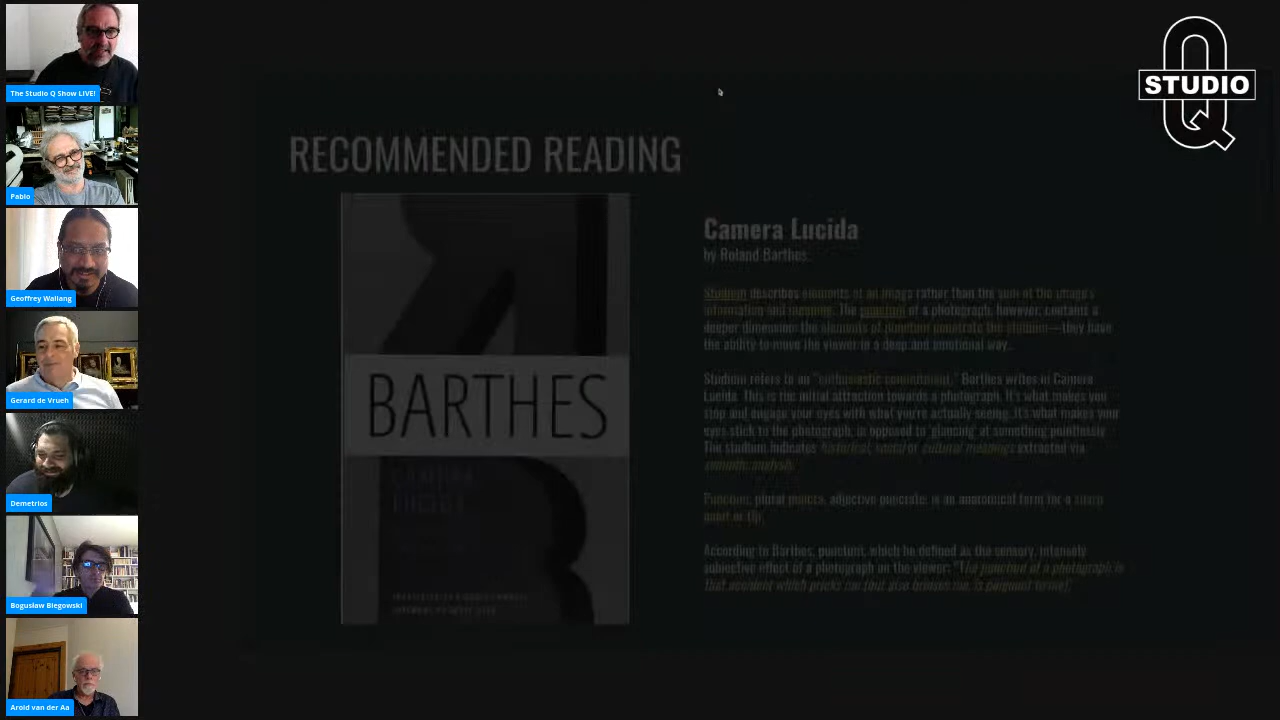 The Studio Q Show LIVE!
Pablo
Geoffrey Waliang
Gerard de Vrueh
Demetrios
Bogusław Biegowski
Arold van der Aa
STUDIO
RECOMMENDED READING
BARTHES
CAMERA
LUCIDA
Camera Lucida
by Roland Barthes.
Studium describes elements of an image rather than the sum of the image's
information and meaning. The punctum of a photograph, however, contains a
deeper dimension: the elements of punctum penetrate the studium—they have
the ability to move the viewer in a deep and emotional way.
Studium refers to an "enthusiastic commitment," Barthes writes in Camera
Lucida. This is the initial attraction towards a photograph. It's what makes you
stop and engage your eyes with what you're actually seeing. It's what makes your
eyes stick to the photograph, as opposed to 'glancing' at something pointlessly.
The studium indicates historical, social or cultural meanings extracted via
semiotic analysis.
Punctum, plural puncta, adjective punctate, is an anatomical term for a sharp
point or tip.
According to Barthes, punctum, which he defined as the sensory, intensely
subjective effect of a photograph on the viewer: "The punctum of a photograph is
that accident which pricks me (but also bruises me, is poignant to me)."